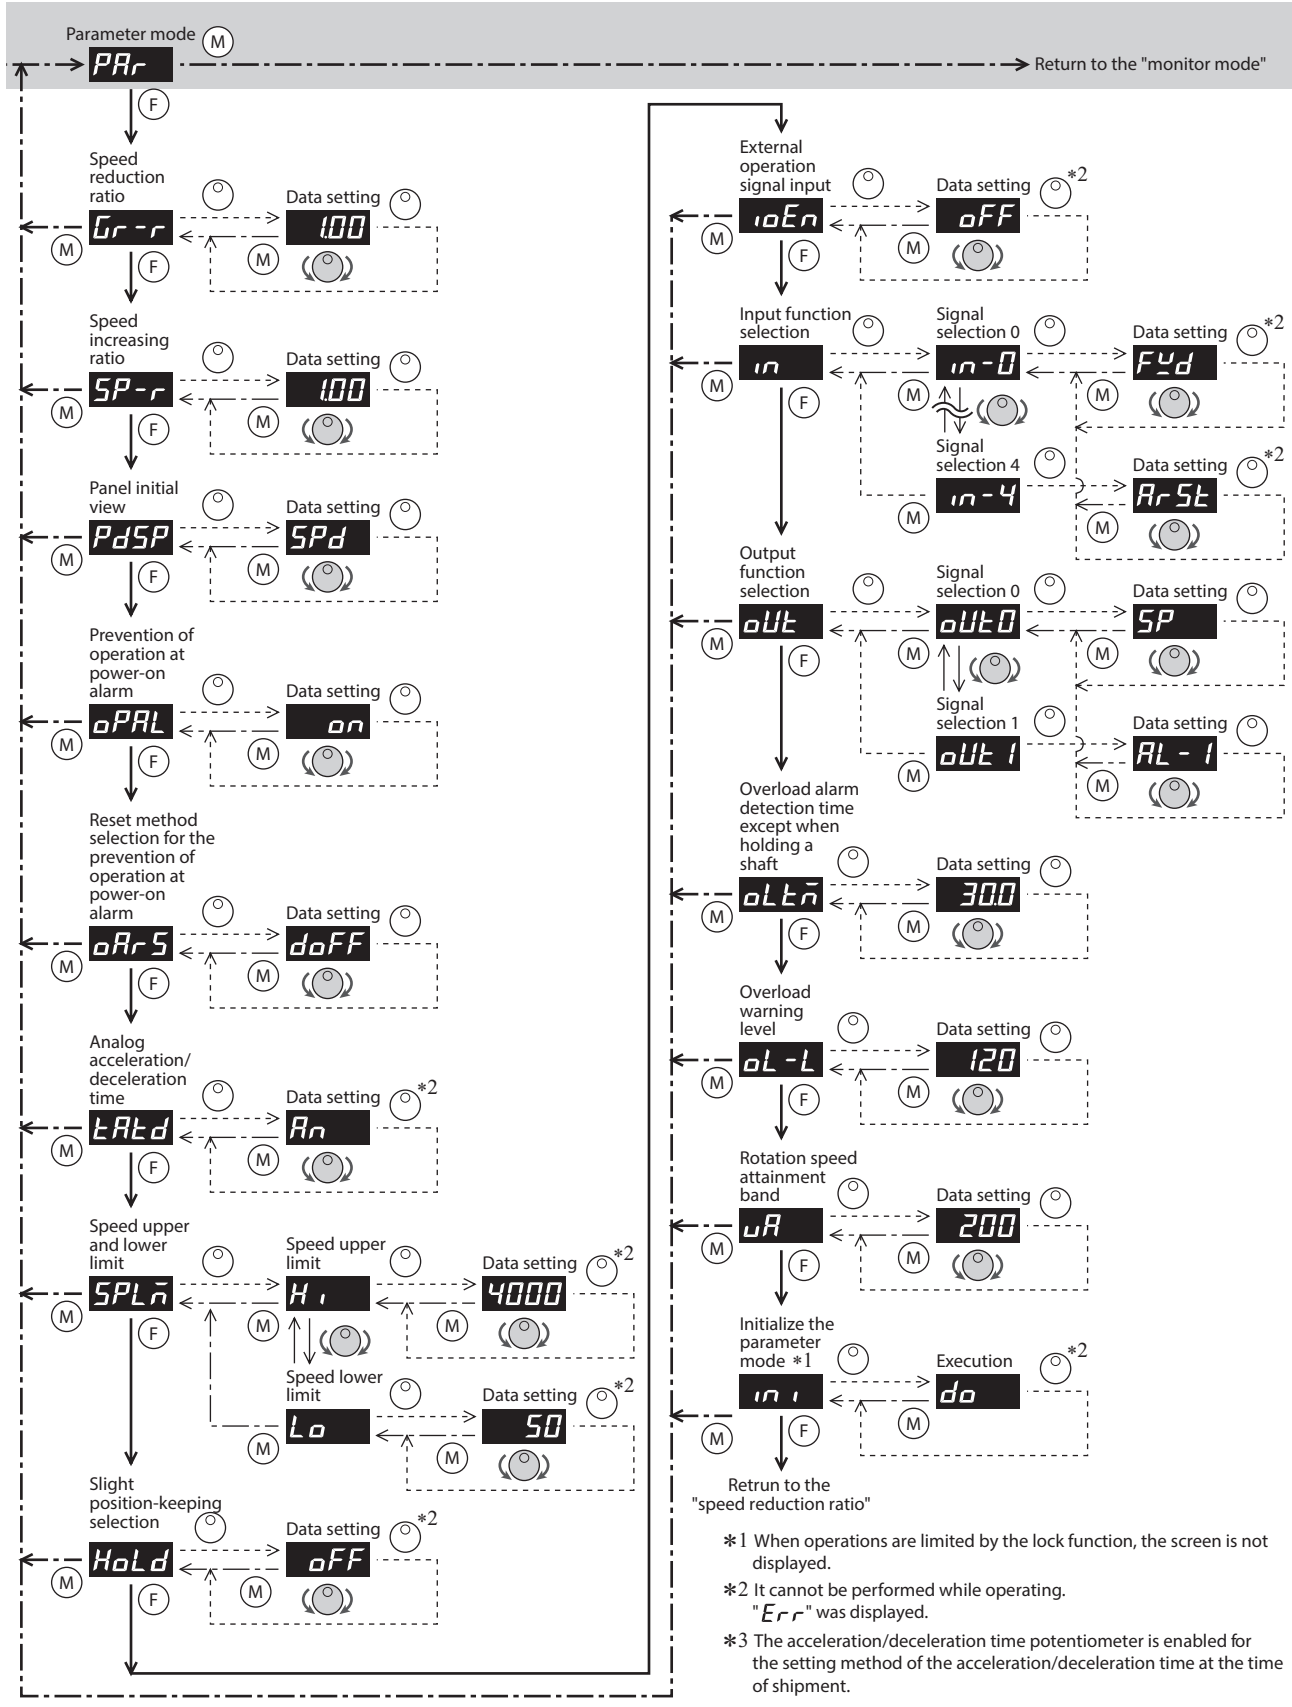 Parameter mode
M
PAr
Return to the "monitor mode"
F
Speed
reduction
ratio
Data setting
Gr-r
1.00
M
M
F
Speed
increasing
ratio
Data setting
SP-r
1.00
M
M
F
Panel initial
view
Data setting
PdSP
SPd
M
M
F
Prevention of
operation at
power-on
alarm
Data setting
oPAL
on
M
M
F
Reset method
selection for the
prevention of
operation at
power-on
alarm
Data setting
oArS
doFF
M
M
F
Analog
acceleration/
deceleration
time
Data setting
*2
tAtd
An
M
M
F
Speed upper
and lower
limit
Speed upper
limit
Data setting
*2
SPLm
Hi
4000
M
M
M
F
Speed lower
limit
Data setting
*2
Lo
50
M
M
Slight
position-keeping
selection
Data setting
*2
HoLd
oFF
M
M
F
External
operation
signal input
Data setting
*2
ioEn
oFF
M
M
F
Input function
selection
Signal
selection 0
Data setting
*2
in
in-0
Fwd
M
M
M
F
Signal
selection 4
Data setting
*2
in-4
ArSt
M
M
Output
function
selection
Signal
selection 0
Data setting
oUt
oUt0
SP
M
M
M
F
Signal
selection 1
Data setting
oUt1
AL-1
M
M
Overload alarm
detection time
except when
holding a
shaft
Data setting
oLtm
30.0
M
M
F
Overload
warning
level
Data setting
oL-L
120
M
M
F
Rotation speed
attainment
band
Data setting
vA
200
M
M
F
Initialize the
parameter
mode *1
Execution
*2
ini
do
M
M
F
Retrun to the
"speed reduction ratio"
*1 When operations are limited by the lock function, the screen is not
displayed.
*2 It cannot be performed while operating.
"Err" was displayed.
*3 The acceleration/deceleration time potentiometer is enabled for
the setting method of the acceleration/deceleration time at the time
of shipment.